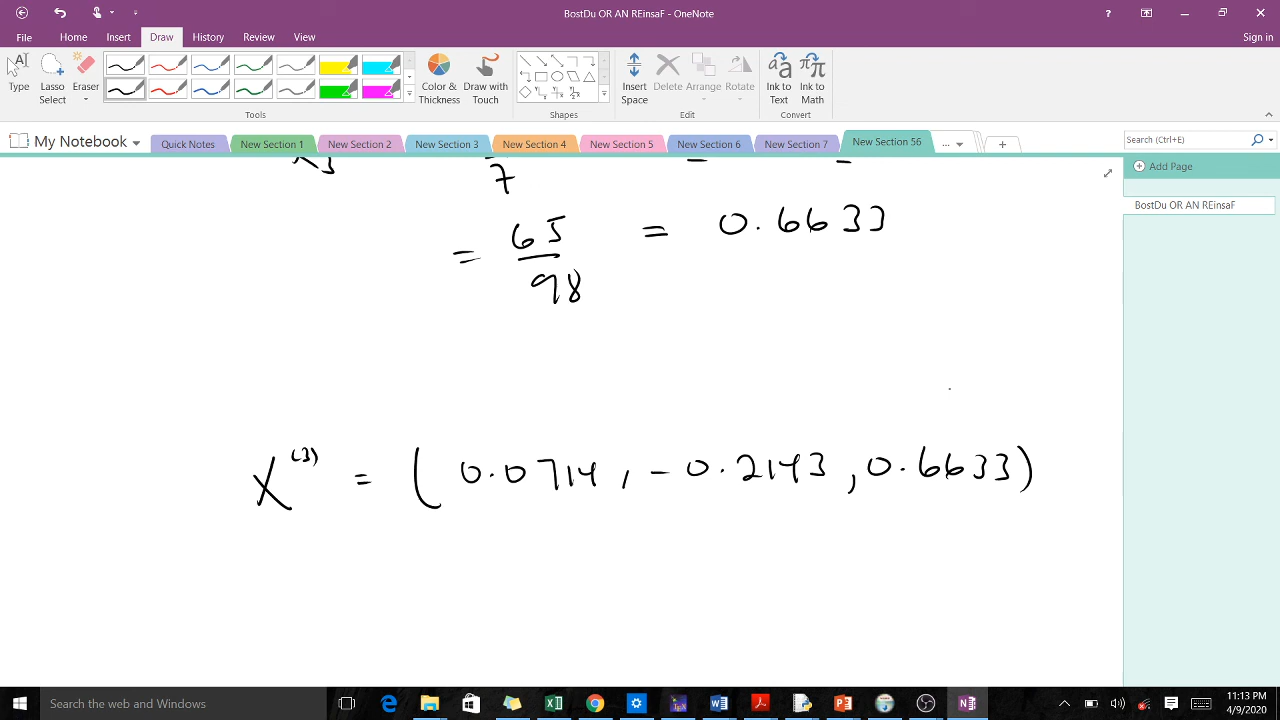 BostDu OR AN REinsaF - OneNote
File Home Insert Draw History Review View Sign in
Type Lasso Select Eraser Color & Thickness Draw with Touch Insert Space Delete Arrange Rotate Ink to Text Ink to Math
Tools Shapes Edit Convert
My Notebook Quick Notes New Section 1 New Section 2 New Section 3 New Section 4 New Section 5 New Section 6 New Section 7 New Section 56 ... Search (Ctrl+E)
Add Page
BostDu OR AN REinsaF
7
= 65/98 = 0.6633
X^(3) = ( 0.0714 , - 0.2143 , 0.6633 )
Search the web and Windows
11:13 PM
4/9/2020